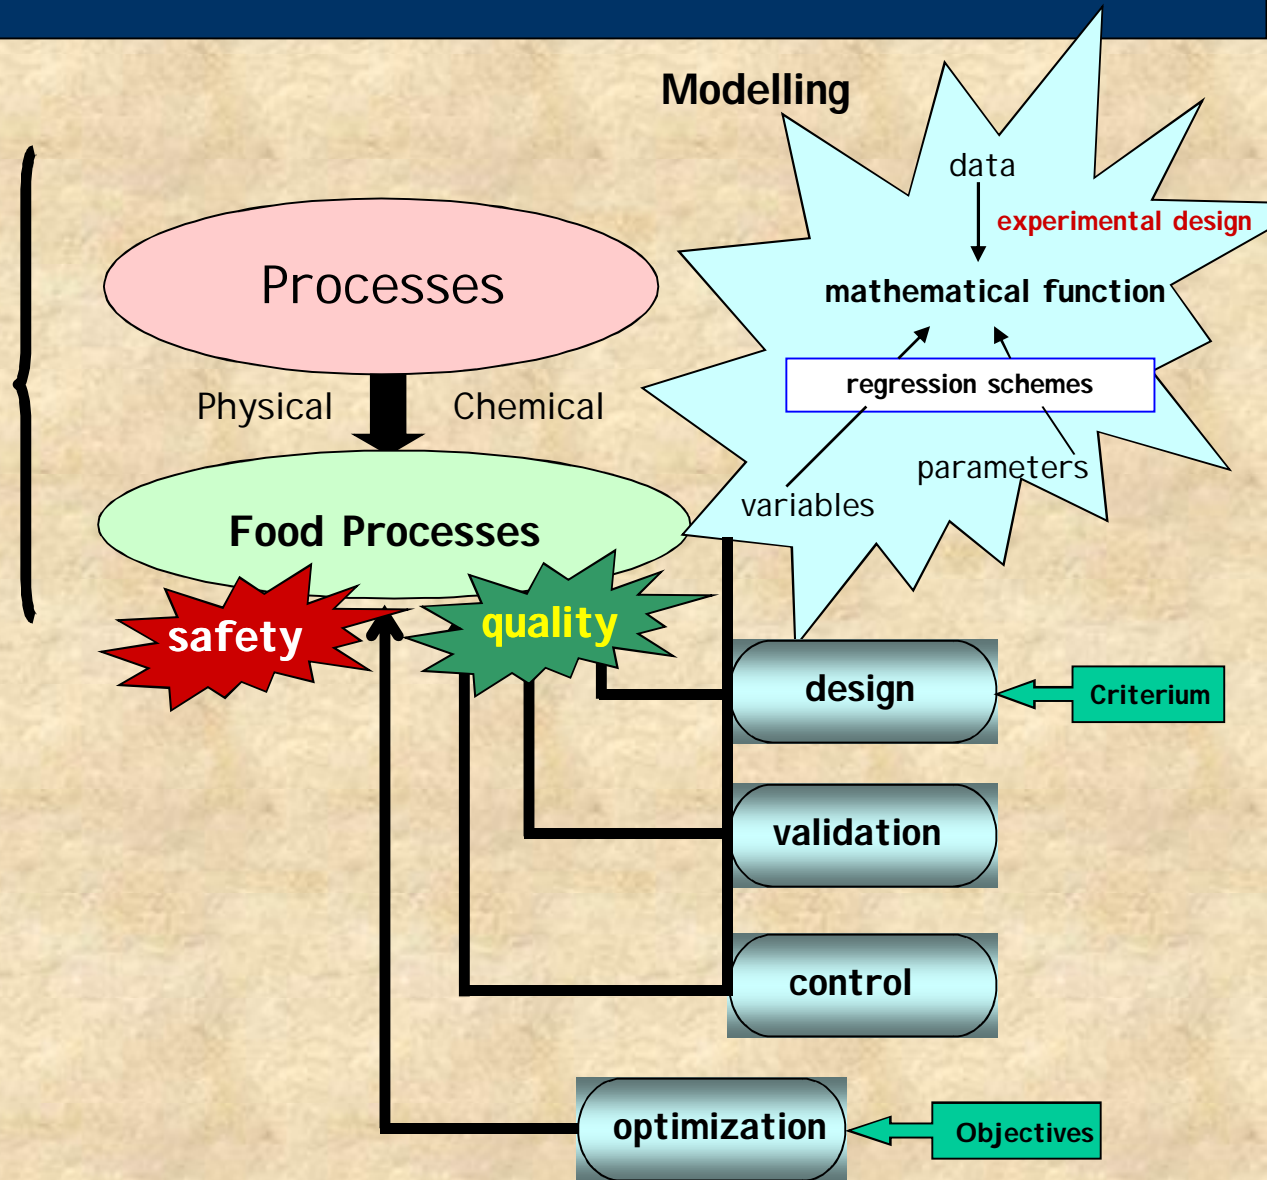 Modelling
data
experimental design
mathematical function
regression schemes
parameters
variables
Processes
Physical
Chemical
Food Processes
safety
quality
design
Criterium
validation
control
optimization
Objectives